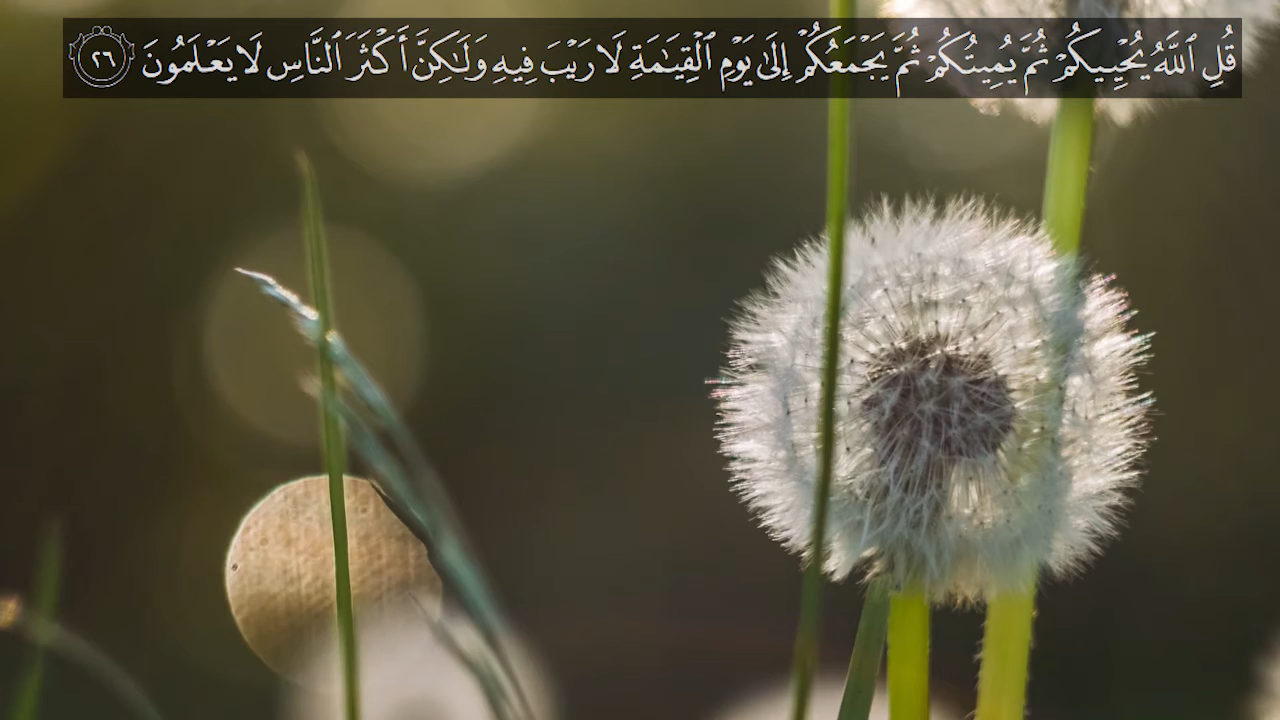 قُلِ ٱللَّهُ يُحْيِيكُمْ ثُمَّ يُمِيتُكُمْ ثُمَّ يَجْمَعُكُمْ إِلَىٰ يَوْمِ ٱلْقِيَـٰمَةِ لَا رَيْبَ فِيهِ وَلَـٰكِنَّ أَكْثَرَ ٱلنَّاسِ لَا يَعْلَمُونَ ٢٦